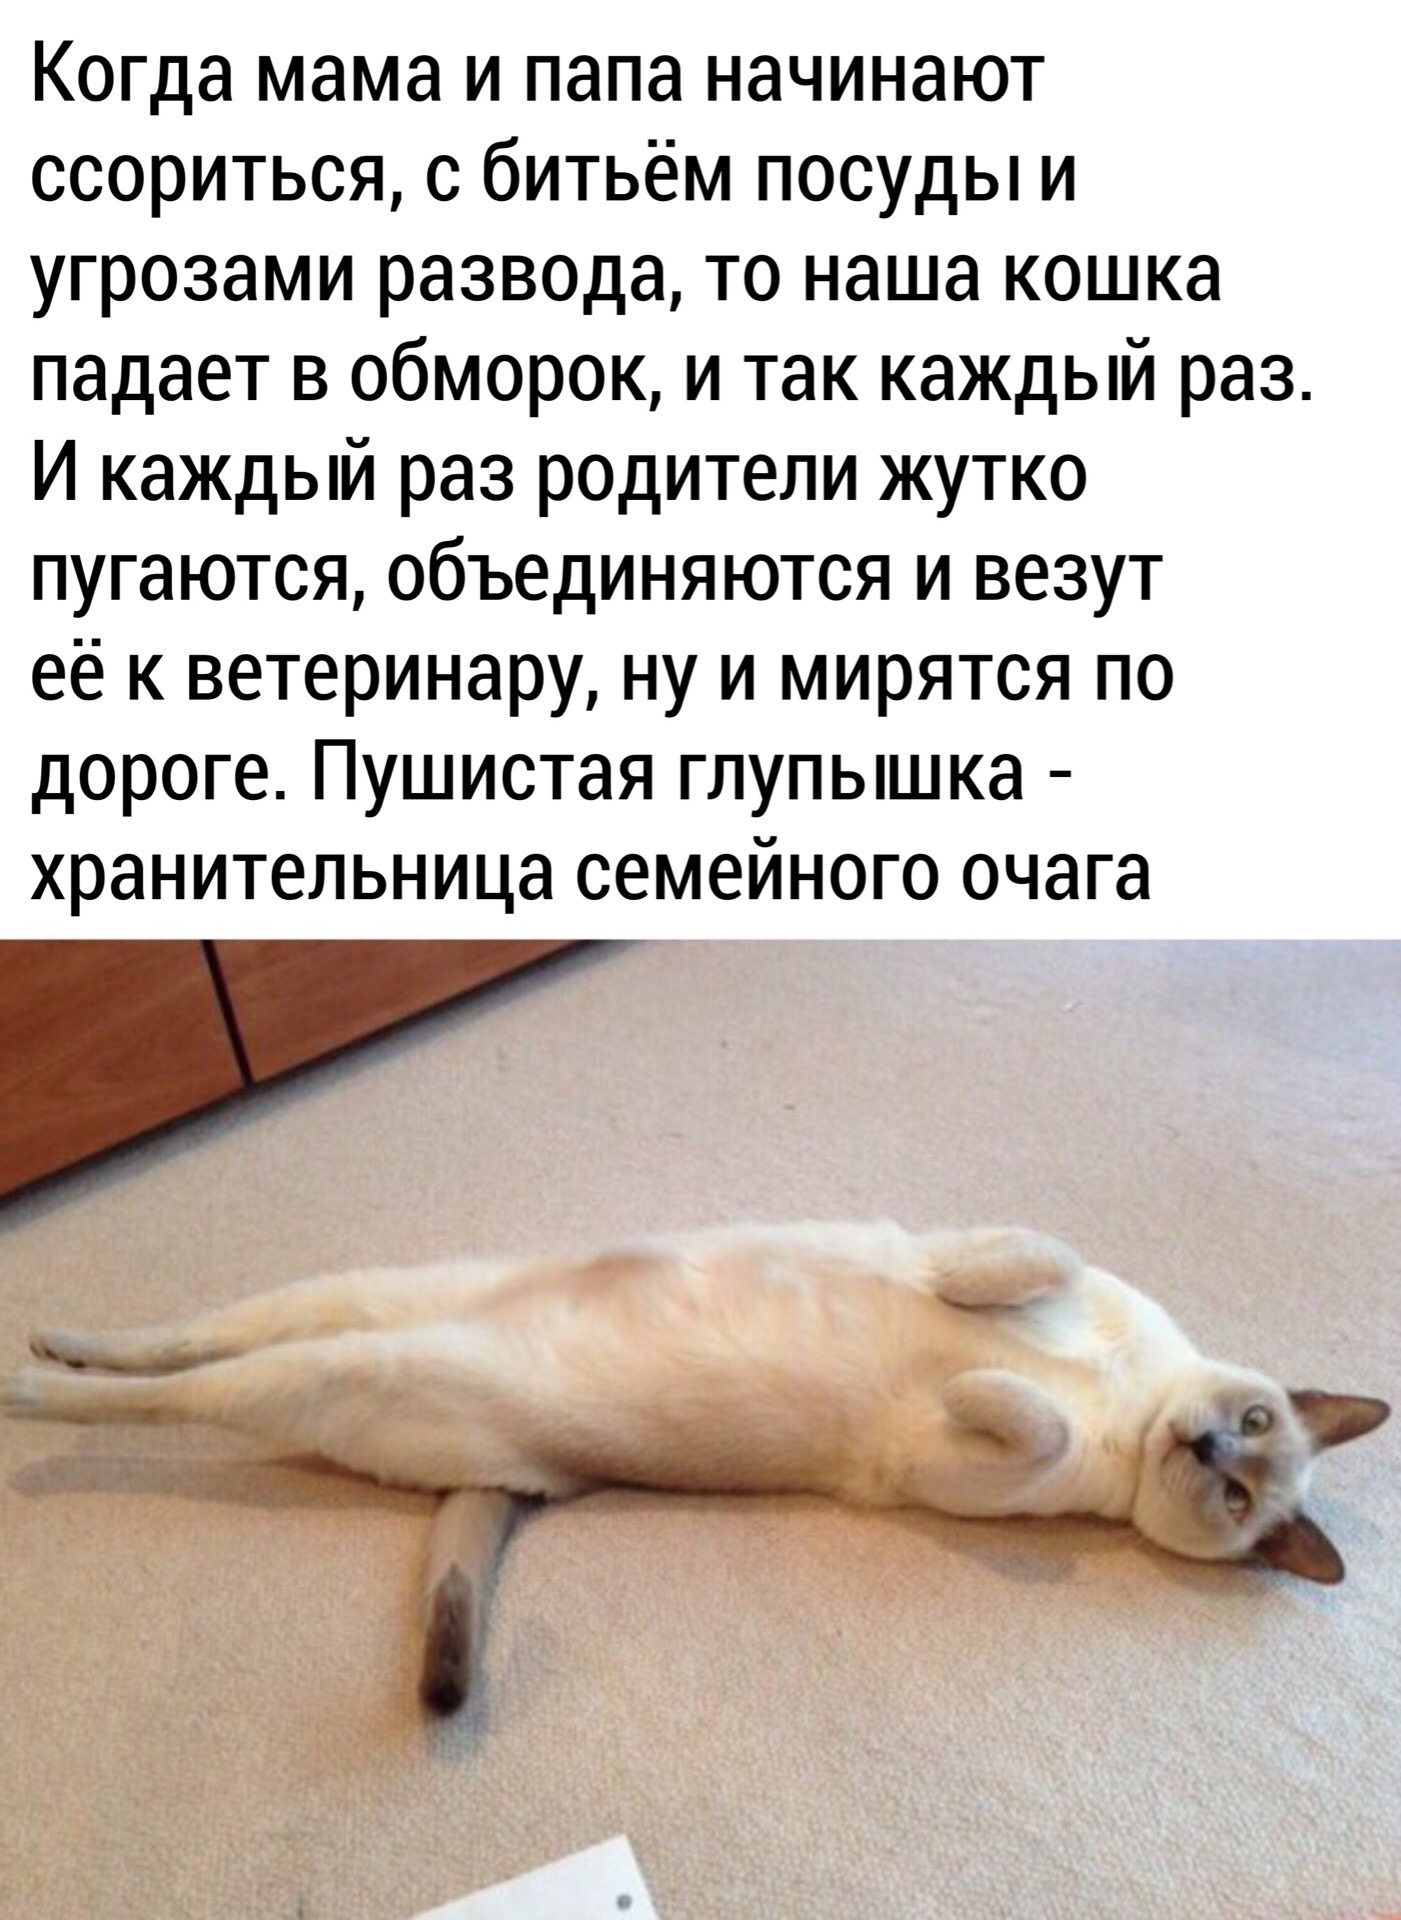 Когда мама и папа начинают
ссориться, с битьём посуды и
угрозами развода, то наша кошка
падает в обморок, и так каждый раз.
И каждый раз родители жутко
пугаются, объединяются и везут
её к ветеринару, ну и мирятся по
дороге. Пушистая глупышка -
хранительница семейного очага